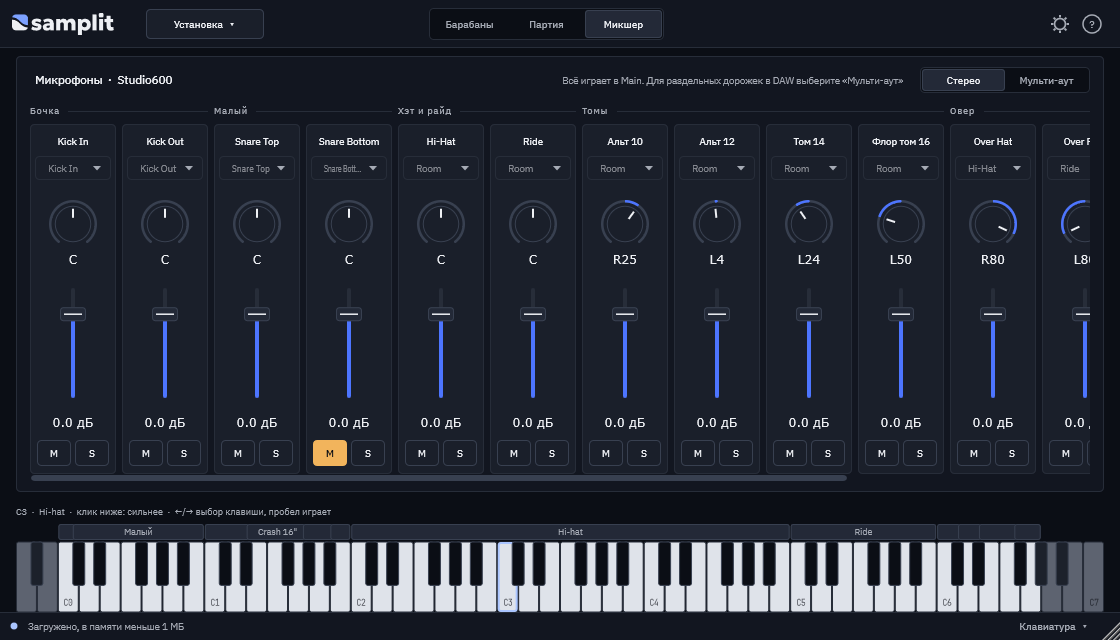 samplit
Установка
Барабаны Партия Микшер
?
Микрофоны · Studio600
Всё играет в Main. Для раздельных дорожек в DAW выберите «Мульти-аут»
Стерео Мульти-аут
Бочка Малый Хэт и райд Томы Овер
Kick In Kick Out Snare Top Snare Bottom Hi-Hat Ride Альт 10 Альт 12 Том 14 Флор том 16 Over Hat Over R
Kick In Kick Out Snare Top Snare Bott... Room Room Room Room Room Room Hi-Hat Ride
C C C C C C R25 L4 L24 L50 R80 L80
0.0 дБ 0.0 дБ 0.0 дБ 0.0 дБ 0.0 дБ 0.0 дБ 0.0 дБ 0.0 дБ 0.0 дБ 0.0 дБ 0.0 дБ 0.0
M S M S M S M S M S M S M S M S M S M S M S M
C3 · Hi-hat · клик ниже: сильнее · ←/→ выбор клавиши, пробел играет
Малый Crash 16" Hi-hat Ride
C0 C1 C2 C3 C4 C5 C6 C7
Загружено, в памяти меньше 1 МБ
Клавиатура